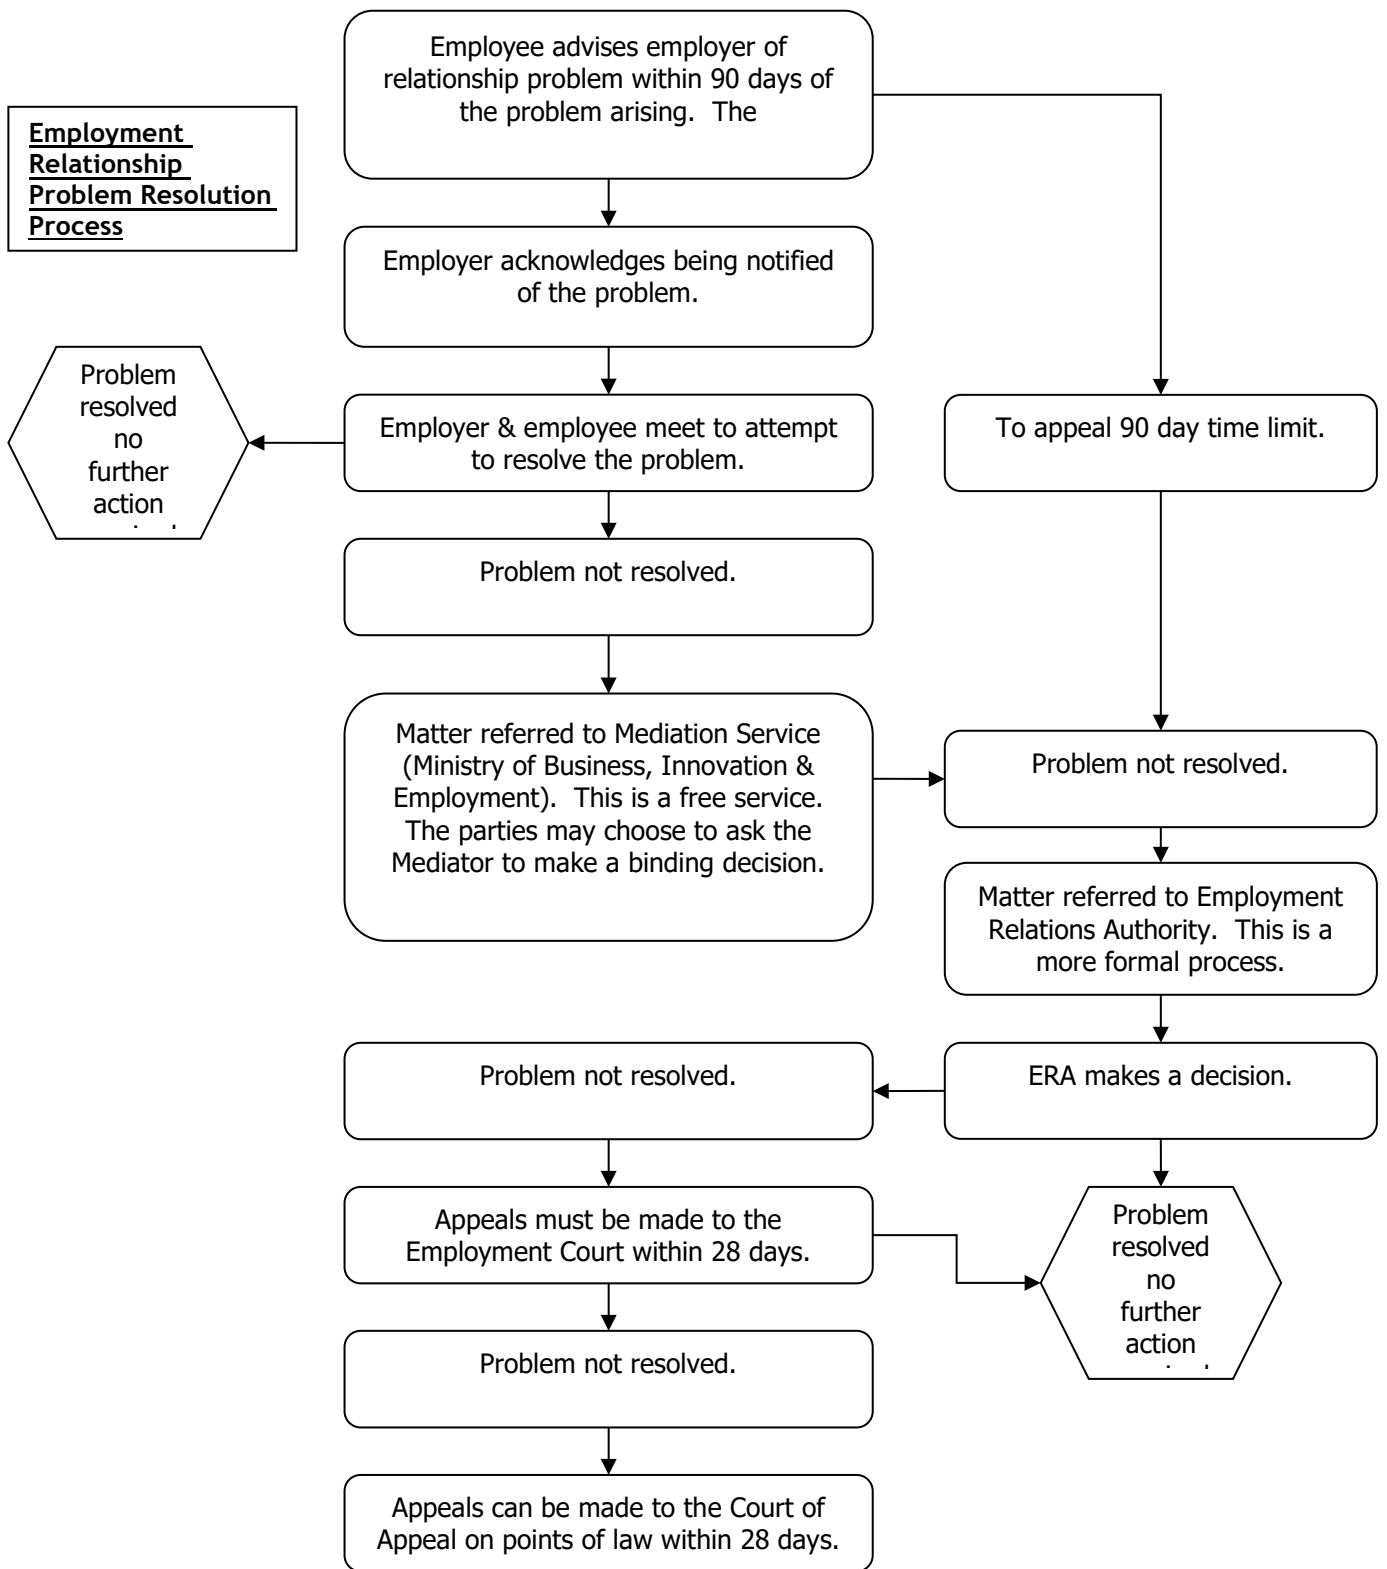 Employment
Relationship
Problem Resolution
Process
Employee advises employer of
relationship problem within 90 days of
the problem arising.  The
Employer acknowledges being notified
of the problem.
Problem
resolved
no
further
action
Employer & employee meet to attempt
to resolve the problem.
To appeal 90 day time limit.
Problem not resolved.
Matter referred to Mediation Service
(Ministry of Business, Innovation &
Employment).  This is a free service.
The parties may choose to ask the
Mediator to make a binding decision.
Problem not resolved.
Matter referred to Employment
Relations Authority.  This is a
more formal process.
Problem not resolved.
ERA makes a decision.
Appeals must be made to the
Employment Court within 28 days.
Problem
resolved
no
further
action
Problem not resolved.
Appeals can be made to the Court of
Appeal on points of law within 28 days.